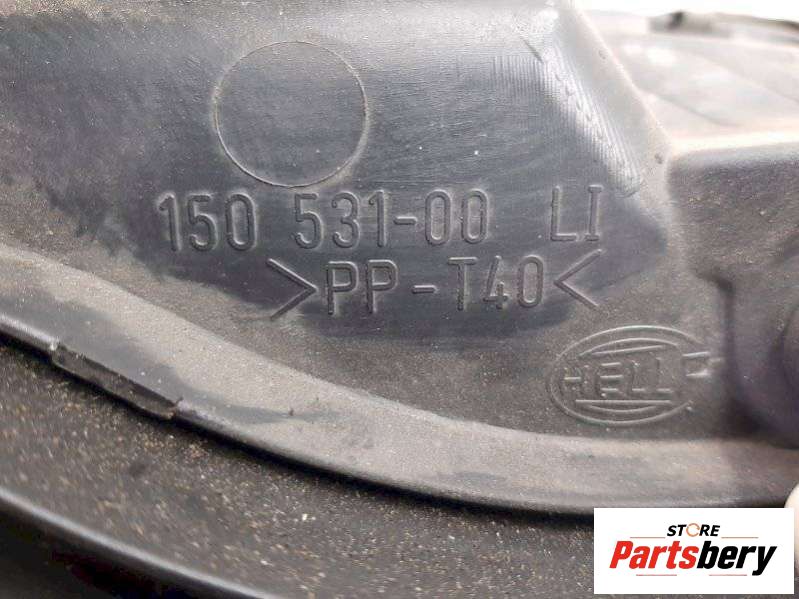 150 531-00 LI
>PP-T40<
HELLA
STORE
Partsbery